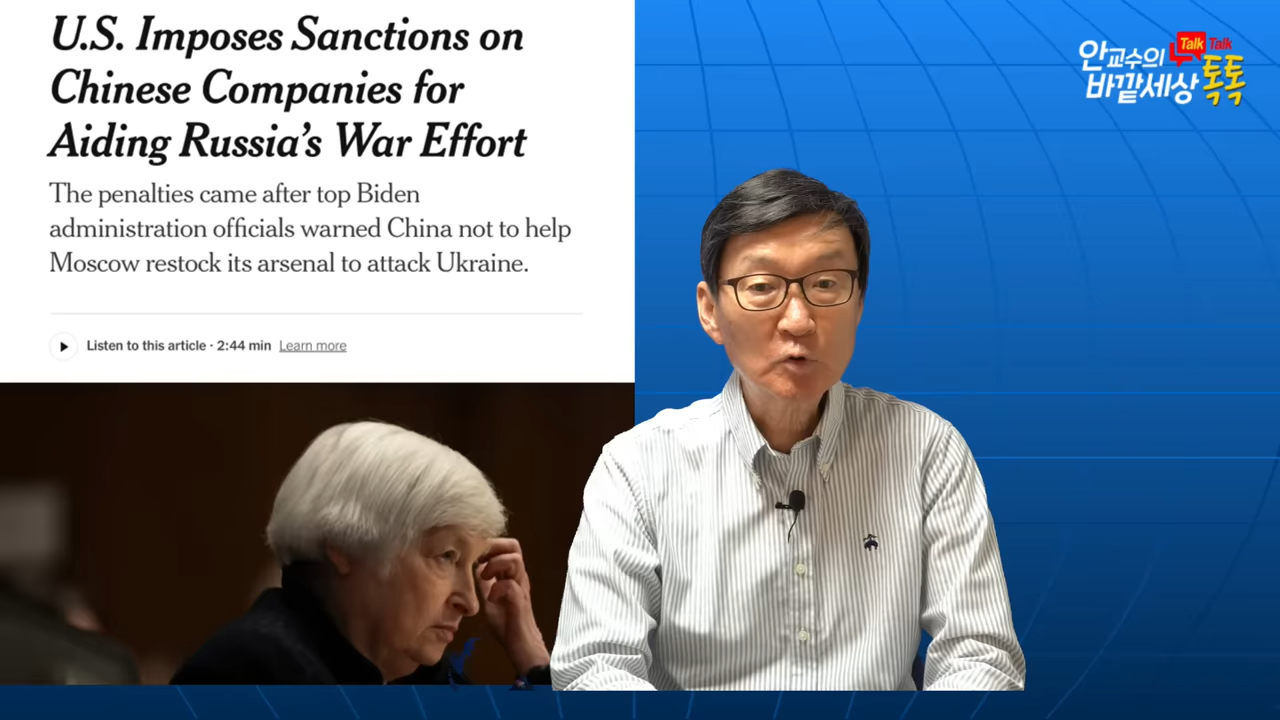 U.S. Imposes Sanctions on
Chinese Companies for
Aiding Russia's War Effort
The penalties came after top Biden
administration officials warned China not to help
Moscow restock its arsenal to attack Ukraine.
Listen to this article · 2:44 min Learn more
안교수의 Talk Talk
바깥세상 톡톡